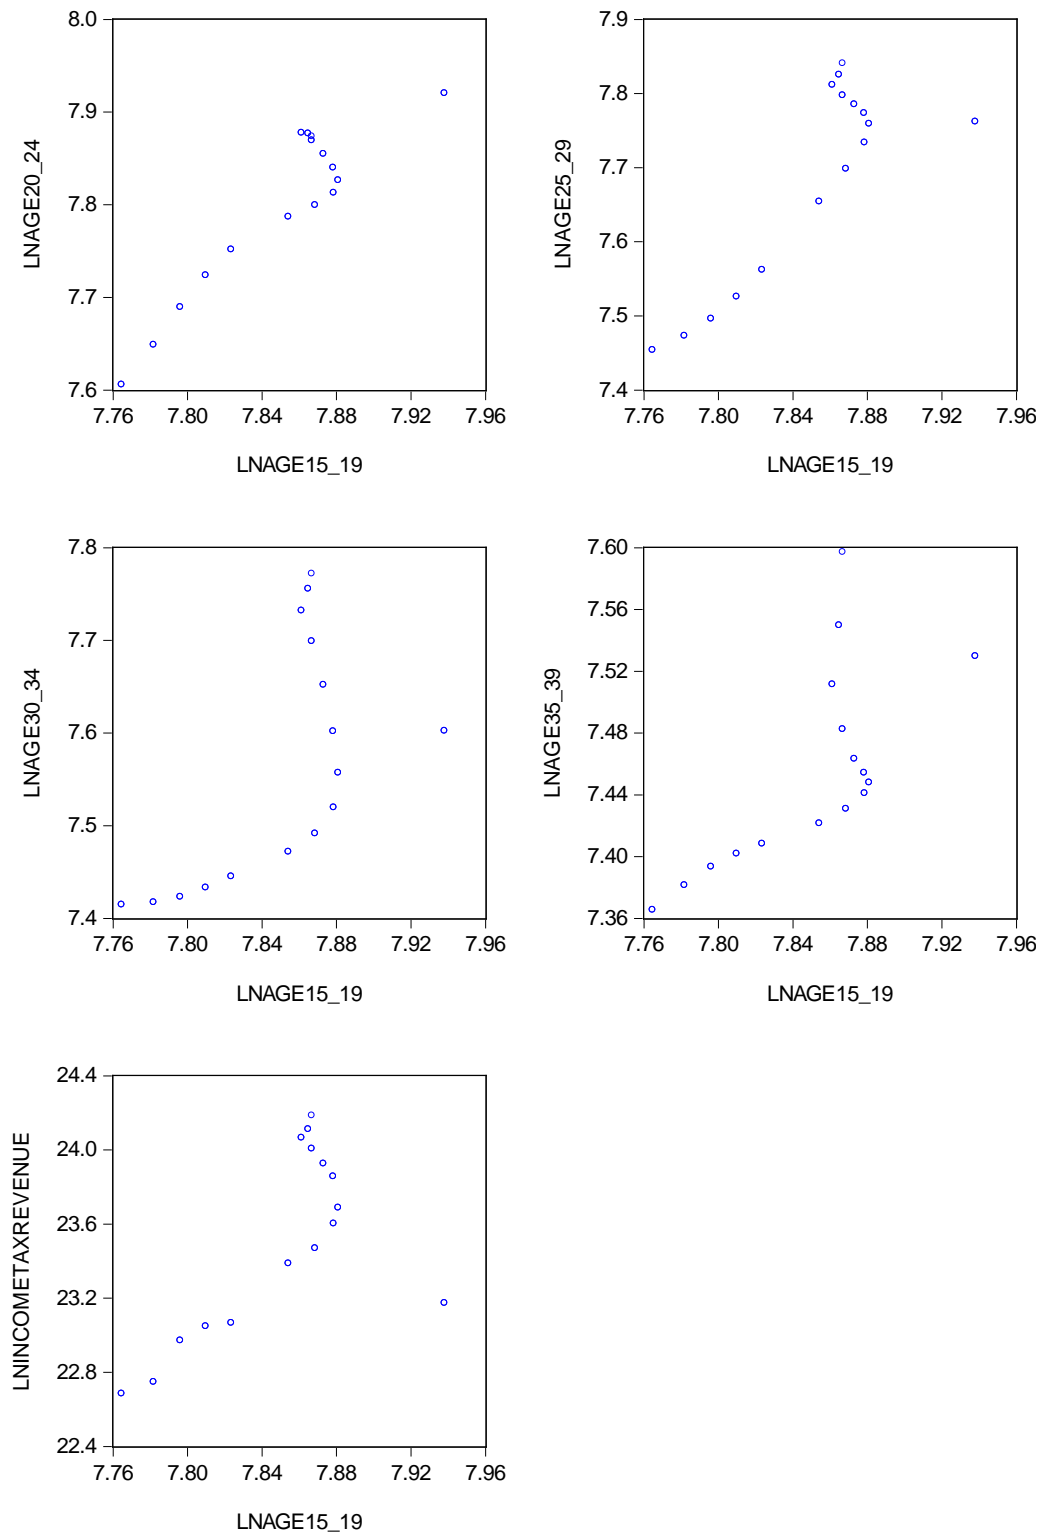 8.0
7.9
7.8
7.7
7.6
LNAGE20_24
7.76 7.80 7.84 7.88 7.92 7.96
LNAGE15_19
7.9
7.8
7.7
7.6
7.5
7.4
LNAGE25_29
7.76 7.80 7.84 7.88 7.92 7.96
LNAGE15_19
7.8
7.7
7.6
7.5
7.4
LNAGE30_34
7.76 7.80 7.84 7.88 7.92 7.96
LNAGE15_19
7.60
7.56
7.52
7.48
7.44
7.40
7.36
LNAGE35_39
7.76 7.80 7.84 7.88 7.92 7.96
LNAGE15_19
24.4
24.0
23.6
23.2
22.8
22.4
LNINCOMETAXREVENUE
7.76 7.80 7.84 7.88 7.92 7.96
LNAGE15_19